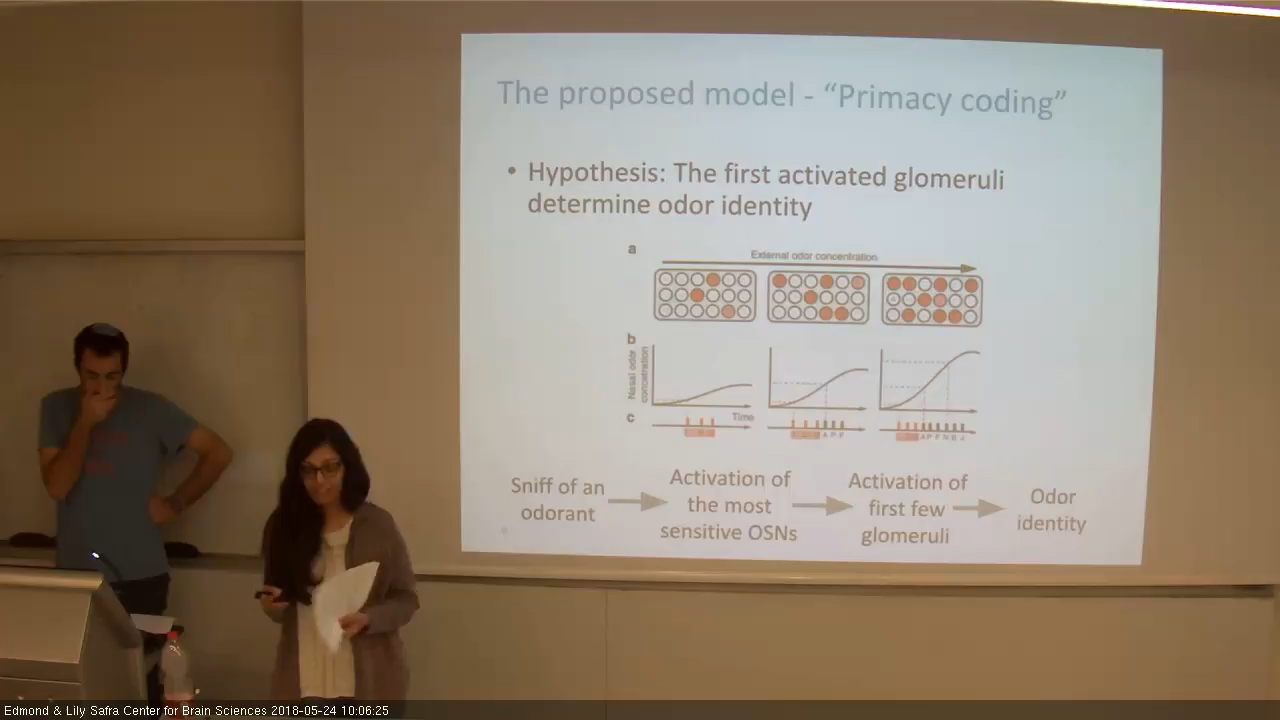 The proposed model - “Primacy coding”
• Hypothesis: The first activated glomeruli
determine odor identity
a
External odor concentration
b
Nasal odor
concentration
Time
c
A P F
A P F N B J
Sniff of an
odorant
Activation of
the most
sensitive OSNs
Activation of
first few
glomeruli
Odor
identity
Edmond & Lily Safra Center for Brain Sciences 2018-05-24 10:06:25